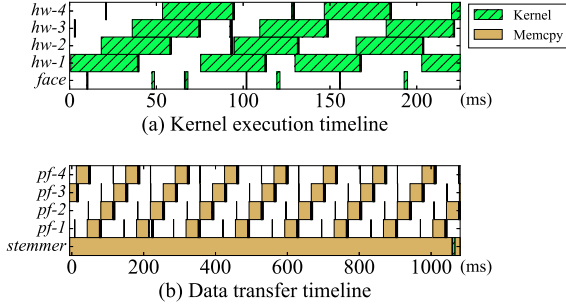 hw-4
hw-3
hw-2
hw-1
face
0 50 100 150 200 (ms)
(a) Kernel execution timeline
Kernel
Memcpy
pf-4
pf-3
pf-2
pf-1
stemmer
0 200 400 600 800 1000 (ms)
(b) Data transfer timeline